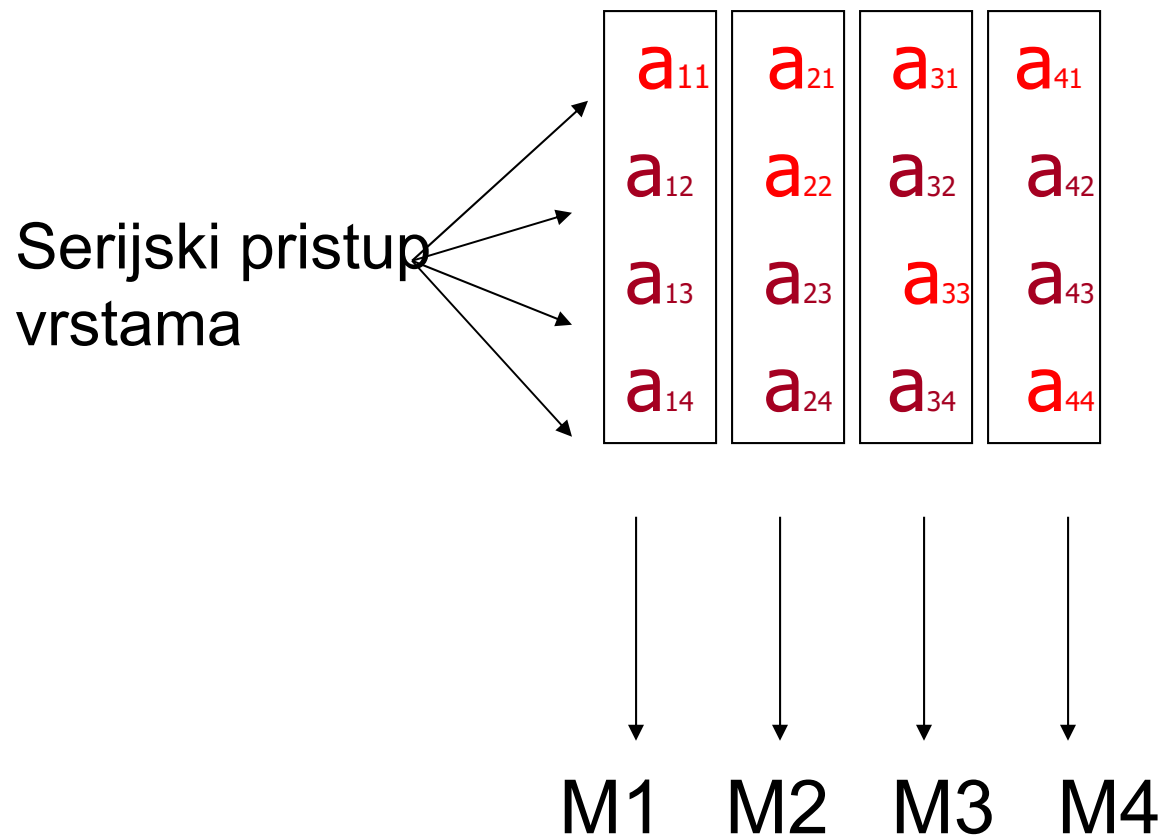 a11 a21 a31 a41
a12 a22 a32 a42
Serijski pristup
a13 a23 a33 a43
vrstama
a14 a24 a34 a44
M1 M2 M3 M4